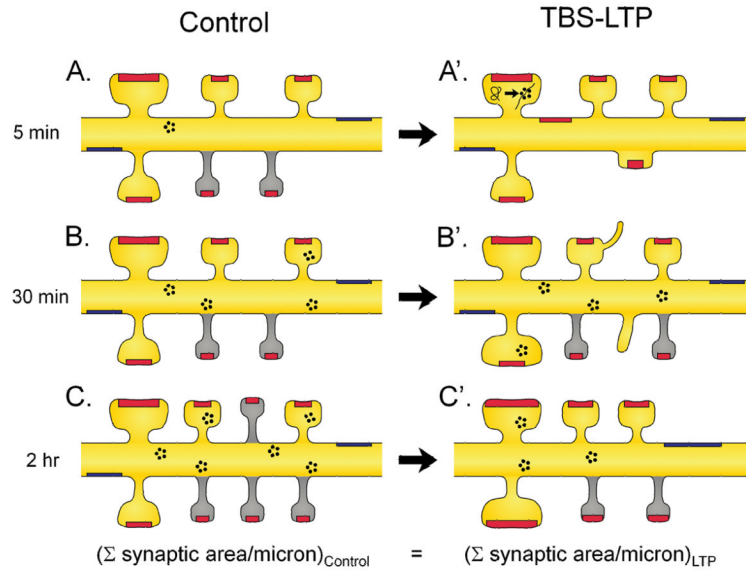 Control TBS-LTP
A. A'.
5 min
B. B'.
30 min
C. C'.
2 hr
(Σ synaptic area/micron)Control = (Σ synaptic area/micron)LTP